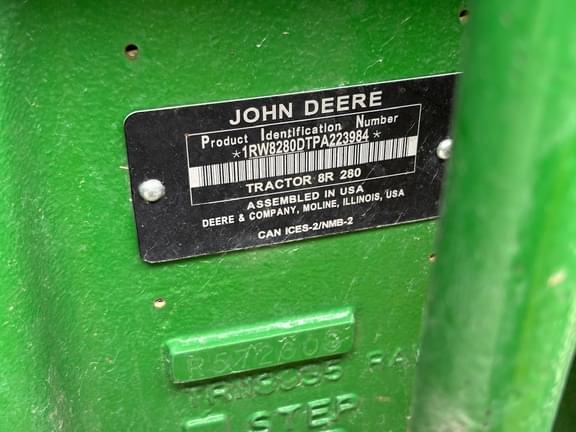 JOHN DEERE
Product Identification Number
*1RW8280DTPA223984*
TRACTOR 8R 280
ASSEMBLED IN USA
DEERE & COMPANY, MOLINE, ILLINOIS, USA
CAN ICES-2/NMB-2